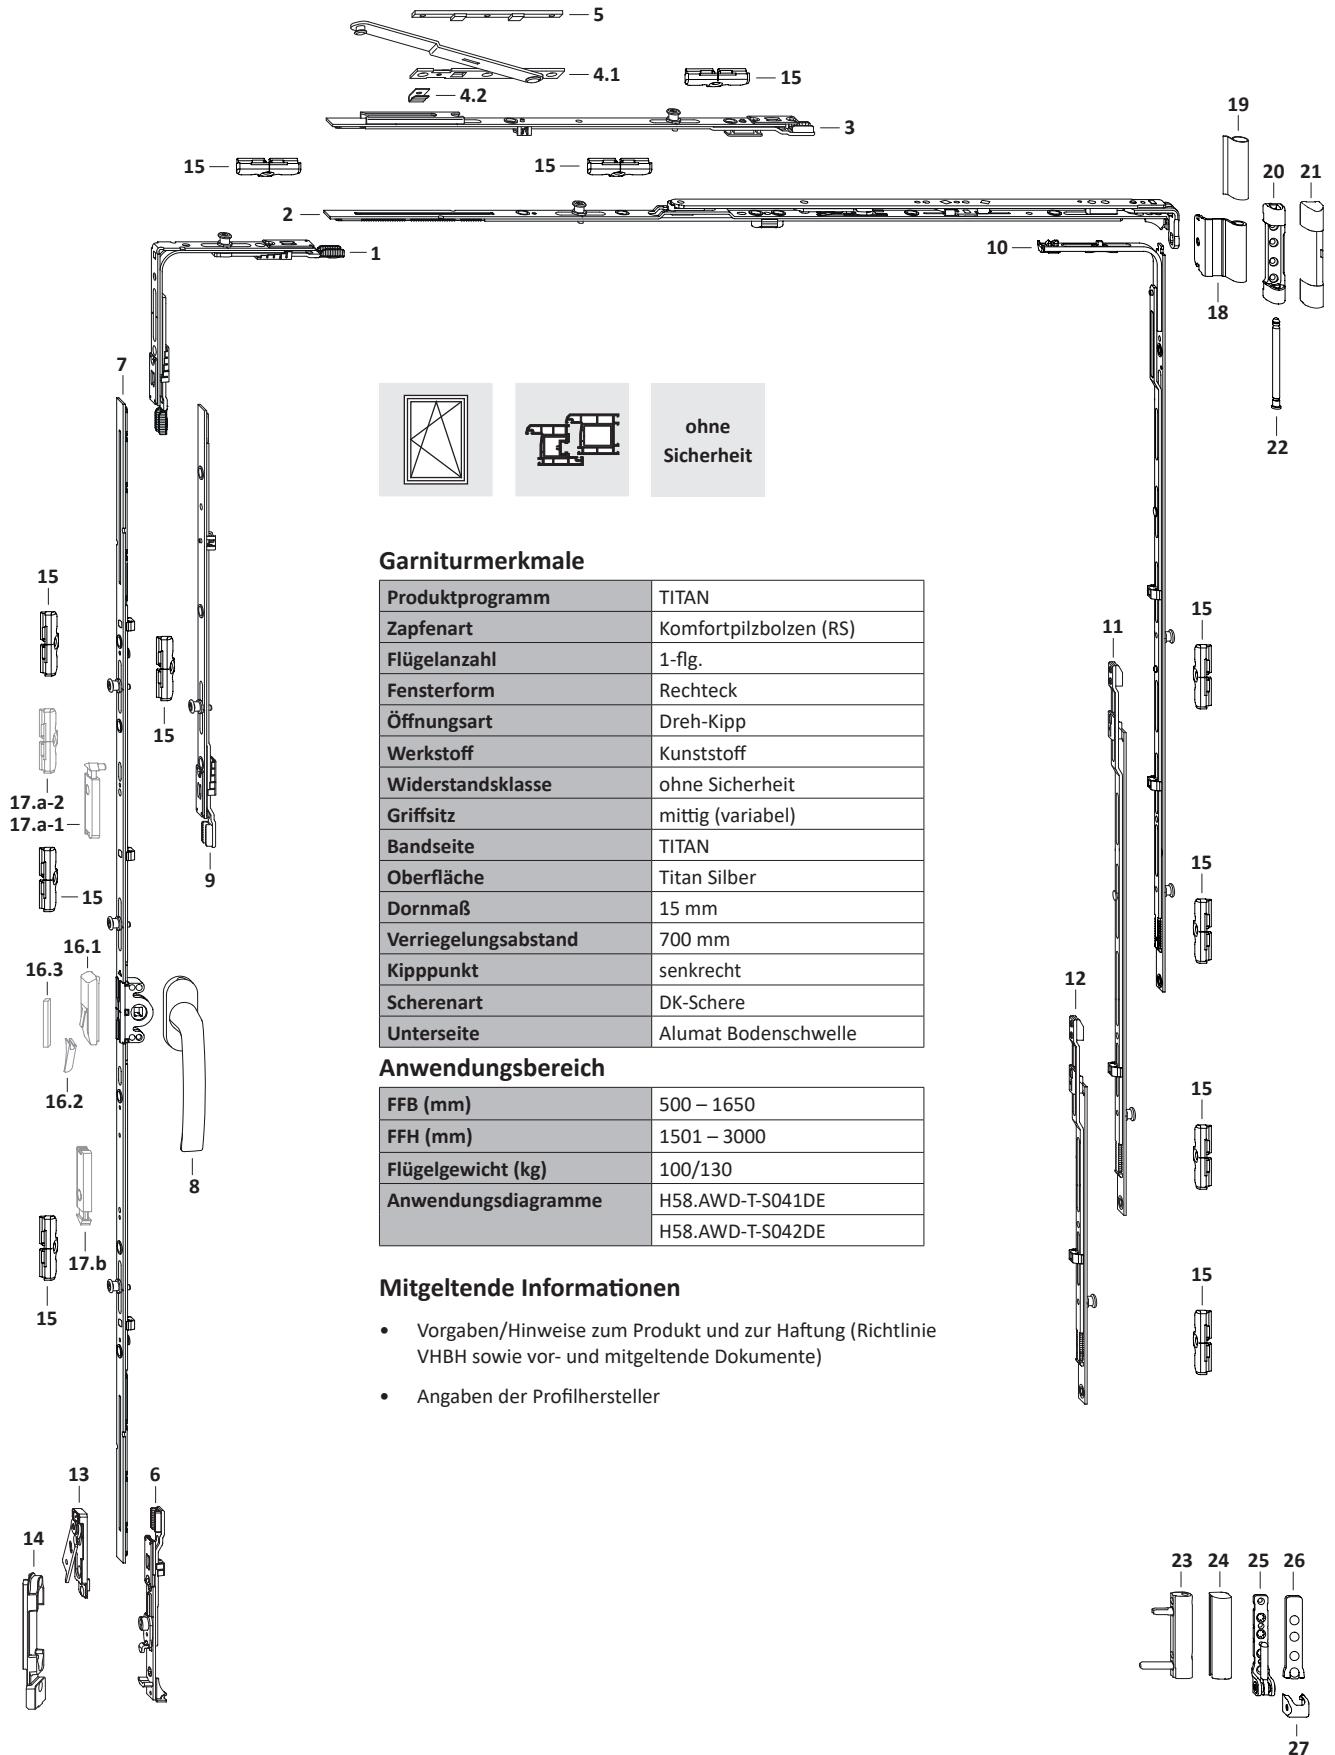 5
4.1
15
4.2
3
19
15
15
20
21
2
1
10
18
7
22
ohne
Sicherheit
Garniturmerkmale
Produktprogramm TITAN
Zapfenart Komfortpilzbolzen (RS)
Flügelanzahl 1-flg.
Fensterform Rechteck
Öffnungsart Dreh-Kipp
Werkstoff Kunststoff
Widerstandsklasse ohne Sicherheit
Griffsitz mittig (variabel)
Bandseite TITAN
Oberfläche Titan Silber
Dornmaß 15 mm
Verriegelungsabstand 700 mm
Kipppunkt senkrecht
Scherenart DK-Schere
Unterseite Alumat Bodenschwelle
Anwendungsbereich
FFB (mm) 500 – 1650
FFH (mm) 1501 – 3000
Flügelgewicht (kg) 100/130
Anwendungsdiagramme H58.AWD-T-S041DE
H58.AWD-T-S042DE
Mitgeltende Informationen
• Vorgaben/Hinweise zum Produkt und zur Haftung (Richtlinie
VHBH sowie vor- und mitgeltende Dokumente)
• Angaben der Profilhersteller
15
15
17.a-2
17.a-1
9
15
16.1
16.3
16.2
8
17.b
15
13
6
14
11
15
15
12
15
15
23
24
25
26
27